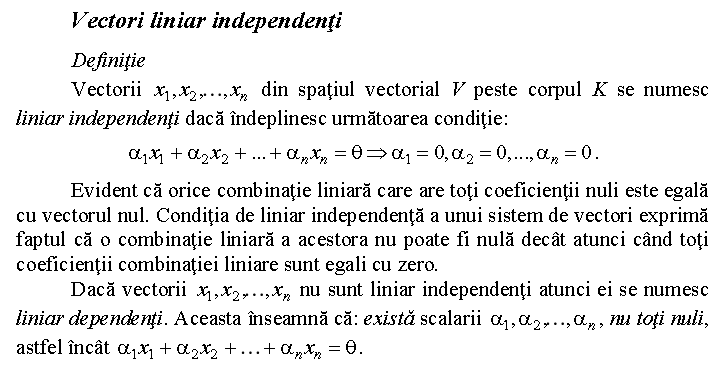 Vectori liniar independenţi
Definiţie
Vectorii x₁,x₂,…,xₙ din spaţiul vectorial V peste corpul K se numesc
liniar independenţi dacă îndeplinesc următoarea condiţie:
α₁x₁ + α₂x₂ + ... + αₙxₙ = θ ⇒ α₁ = 0, α₂ = 0,..., αₙ = 0 .
Evident că orice combinaţie liniară care are toţi coeficienţii nuli este egală
cu vectorul nul. Condiţia de liniar independenţă a unui sistem de vectori exprimă
faptul că o combinaţie liniară a acestora nu poate fi nulă decât atunci când toţi
coeficienţii combinaţiei liniare sunt egali cu zero.
Dacă vectorii x₁,x₂,…,xₙ nu sunt liniar independenţi atunci ei se numesc
liniar dependenţi. Aceasta înseamnă că: există scalarii α₁,α₂,…,αₙ , nu toţi nuli,
astfel încât α₁x₁ + α₂x₂ + … + αₙxₙ = θ .